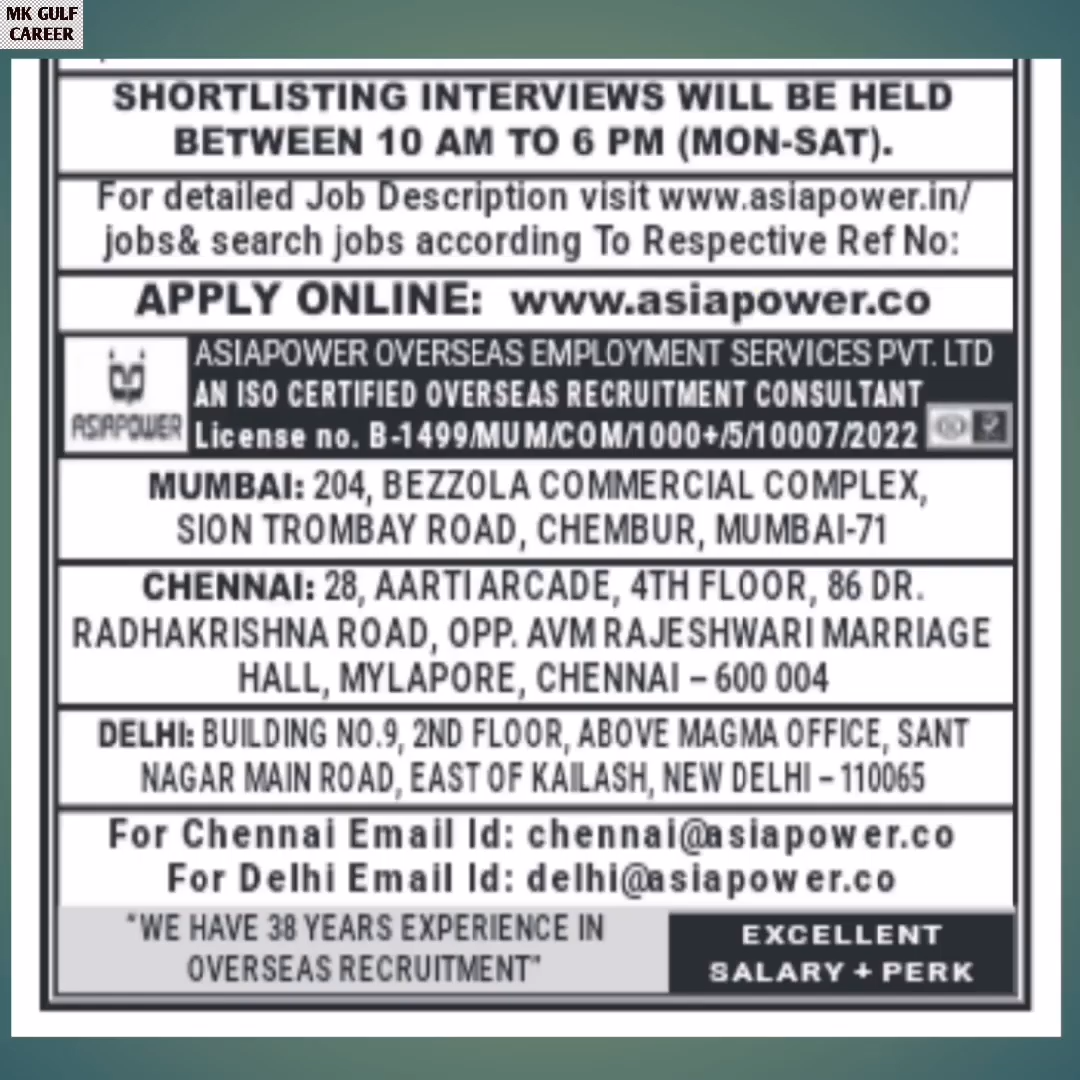 MK GULF
CAREER
SHORTLISTING INTERVIEWS WILL BE HELD
BETWEEN 10 AM TO 6 PM (MON-SAT).
For detailed Job Description visit www.asiapower.in/
jobs& search jobs according To Respective Ref No:
APPLY ONLINE: www.asiapower.co
ASIAPOWER
ASIAPOWER OVERSEAS EMPLOYMENT SERVICES PVT. LTD
AN ISO CERTIFIED OVERSEAS RECRUITMENT CONSULTANT
License no. B-1499/MUM/COM/1000+/5/10007/2022
MUMBAI: 204, BEZZOLA COMMERCIAL COMPLEX,
SION TROMBAY ROAD, CHEMBUR, MUMBAI-71
CHENNAI: 28, AARTI ARCADE, 4TH FLOOR, 86 DR.
RADHAKRISHNA ROAD, OPP. AVM RAJESHWARI MARRIAGE
HALL, MYLAPORE, CHENNAI – 600 004
DELHI: BUILDING NO.9, 2ND FLOOR, ABOVE MAGMA OFFICE, SANT
NAGAR MAIN ROAD, EAST OF KAILASH, NEW DELHI – 110065
For Chennai Email Id: chennai@asiapower.co
For Delhi Email Id: delhi@asiapower.co
"WE HAVE 38 YEARS EXPERIENCE IN
OVERSEAS RECRUITMENT"
EXCELLENT
SALARY + PERK